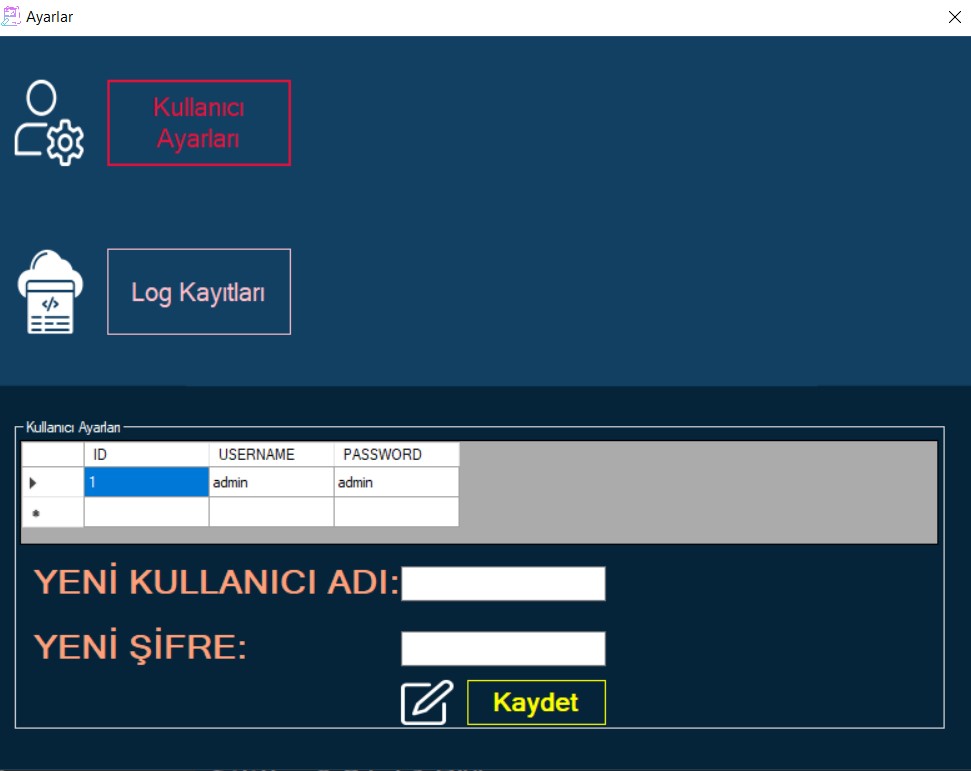 Ayarlar
Kullanıcı
Ayarları
Log Kayıtları
Kullanıcı Ayarları
ID USERNAME PASSWORD
1 admin admin
YENİ KULLANICI ADI:
YENİ ŞİFRE:
Kaydet